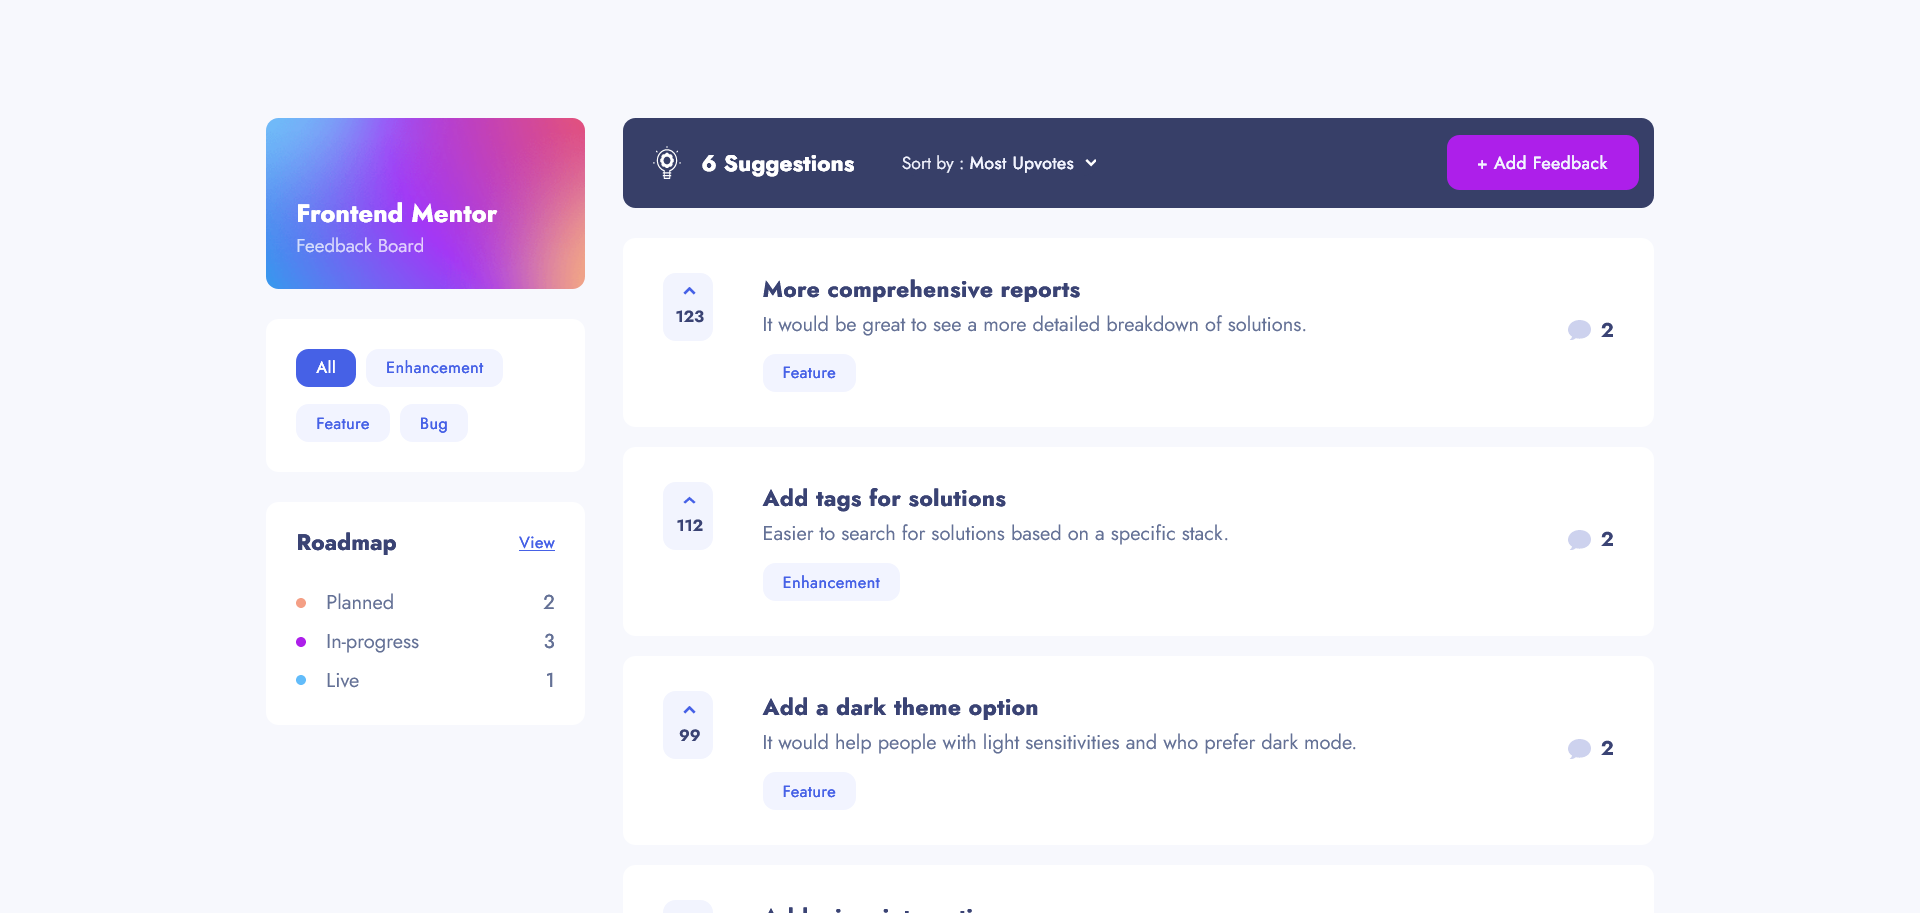 Frontend Mentor
Feedback Board
All
Enhancement
Feature
Bug
Roadmap
View
Planned 2
In-progress 3
Live 1
6 Suggestions
Sort by : Most Upvotes
+ Add Feedback
123
More comprehensive reports
It would be great to see a more detailed breakdown of solutions.
Feature
2
112
Add tags for solutions
Easier to search for solutions based on a specific stack.
Enhancement
2
99
Add a dark theme option
It would help people with light sensitivities and who prefer dark mode.
Feature
2